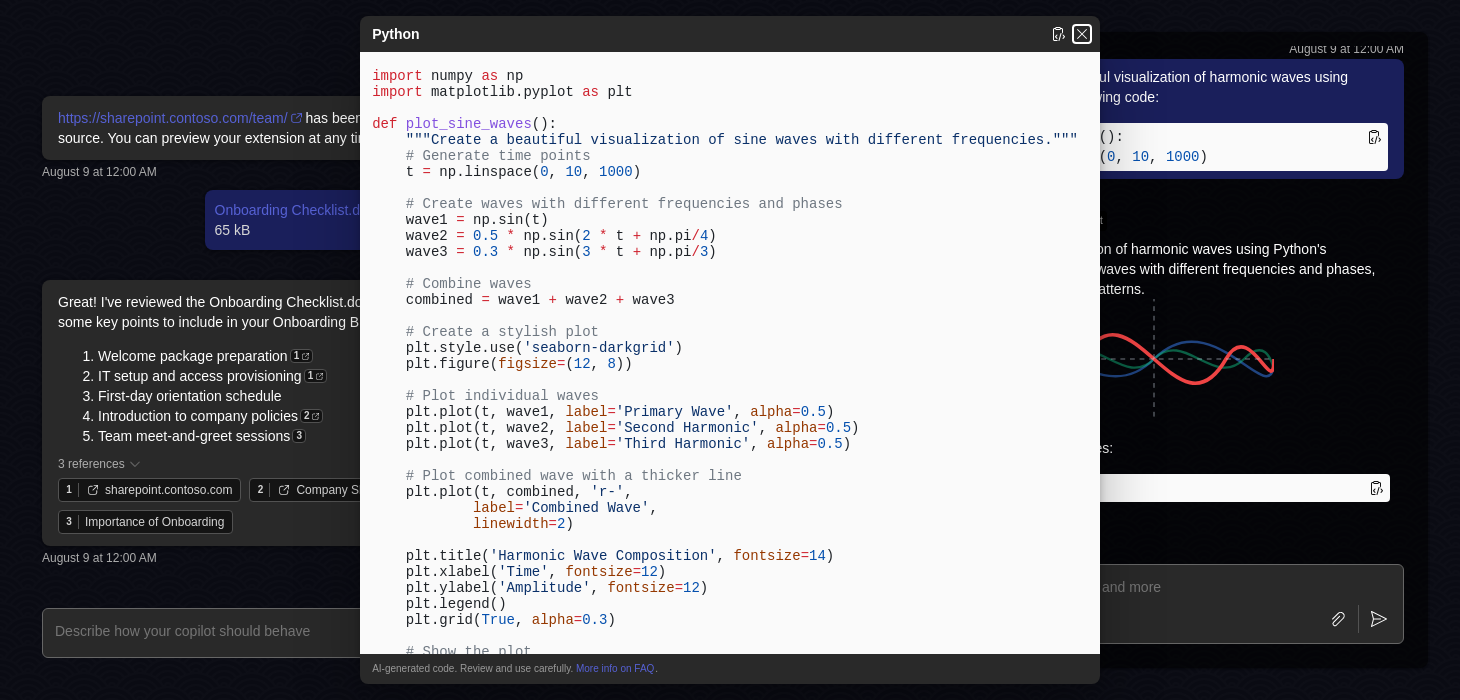 Python
import numpy as np
import matplotlib.pyplot as plt
def plot_sine_waves():
"""Create a beautiful visualization of sine waves with different frequencies."""
# Generate time points
t = np.linspace(0, 10, 1000)
# Create waves with different frequencies and phases
wave1 = np.sin(t)
wave2 = 0.5 * np.sin(2 * t + np.pi/4)
wave3 = 0.3 * np.sin(3 * t + np.pi/3)
# Combine waves
combined = wave1 + wave2 + wave3
# Create a stylish plot
plt.style.use('seaborn-darkgrid')
plt.figure(figsize=(12, 8))
# Plot individual waves
plt.plot(t, wave1, label='Primary Wave', alpha=0.5)
plt.plot(t, wave2, label='Second Harmonic', alpha=0.5)
plt.plot(t, wave3, label='Third Harmonic', alpha=0.5)
# Plot combined wave with a thicker line
plt.plot(t, combined, 'r-',
label='Combined Wave',
linewidth=2)
plt.title('Harmonic Wave Composition', fontsize=14)
plt.xlabel('Time', fontsize=12)
plt.ylabel('Amplitude', fontsize=12)
plt.legend()
plt.grid(True, alpha=0.3)
# Show the plot
AI-generated code. Review and use carefully. More info on FAQ.
https://sharepoint.contoso.com/team/ has been
source. You can preview your extension at any
August 9 at 12:00 AM
Onboarding Checklist.d
65 kB
Great! I've reviewed the Onboarding Checklist.do
some key points to include in your Onboarding B
1. Welcome package preparation 1
2. IT setup and access provisioning 1
3. First-day orientation schedule
4. Introduction to company policies 2
5. Team meet-and-greet sessions 3
3 references
1 sharepoint.contoso.com
2 Company S
3 Importance of Onboarding
August 9 at 12:00 AM
Describe how your copilot should behave
August 9 at 12:00 AM
ul visualization of harmonic waves using
ving code:
():
(0, 10, 1000)
t
on of harmonic waves using Python's
waves with different frequencies and phases,
atterns.
es:
and more